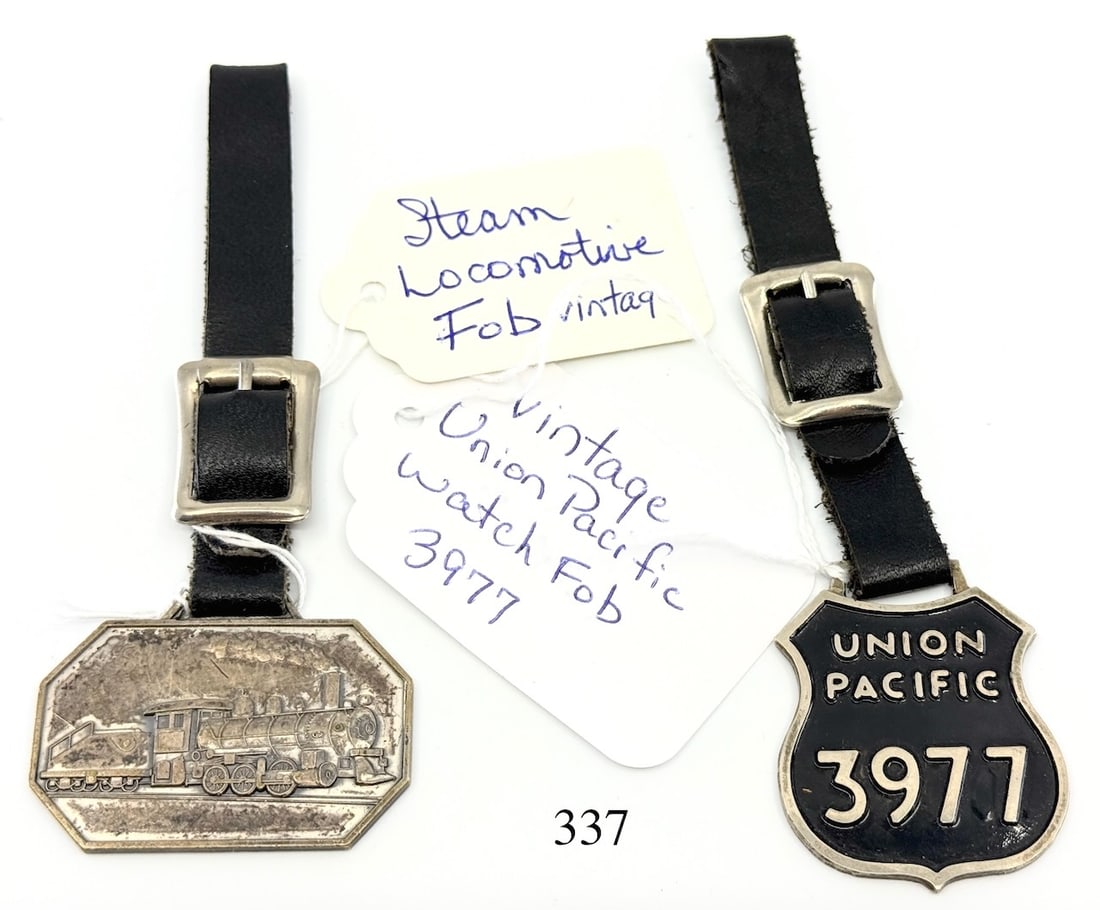 Steam
Locomotive
Fob vintag
vintage
Union Pacific
watch Fob
3977
UNION
PACIFIC
3977
337